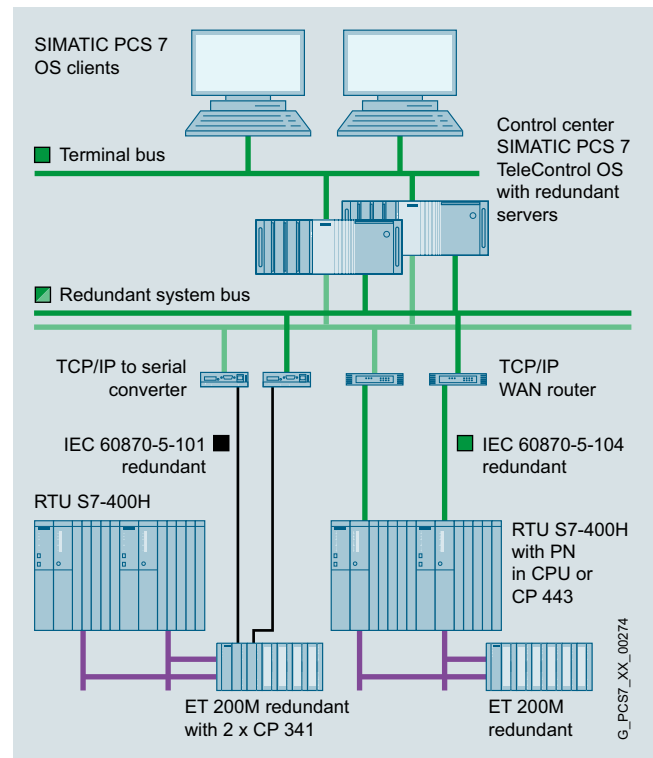 SIMATIC PCS 7
OS clients
Terminal bus
Control center
SIMATIC PCS 7
TeleControl OS
with redundant
servers
Redundant system bus
TCP/IP to serial
converter
TCP/IP
WAN router
IEC 60870-5-101
redundant
IEC 60870-5-104
redundant
RTU S7-400H
RTU S7-400H
with PN
in CPU or
CP 443
ET 200M redundant
with 2 x CP 341
ET 200M
redundant
G_PCS7_XX_00274